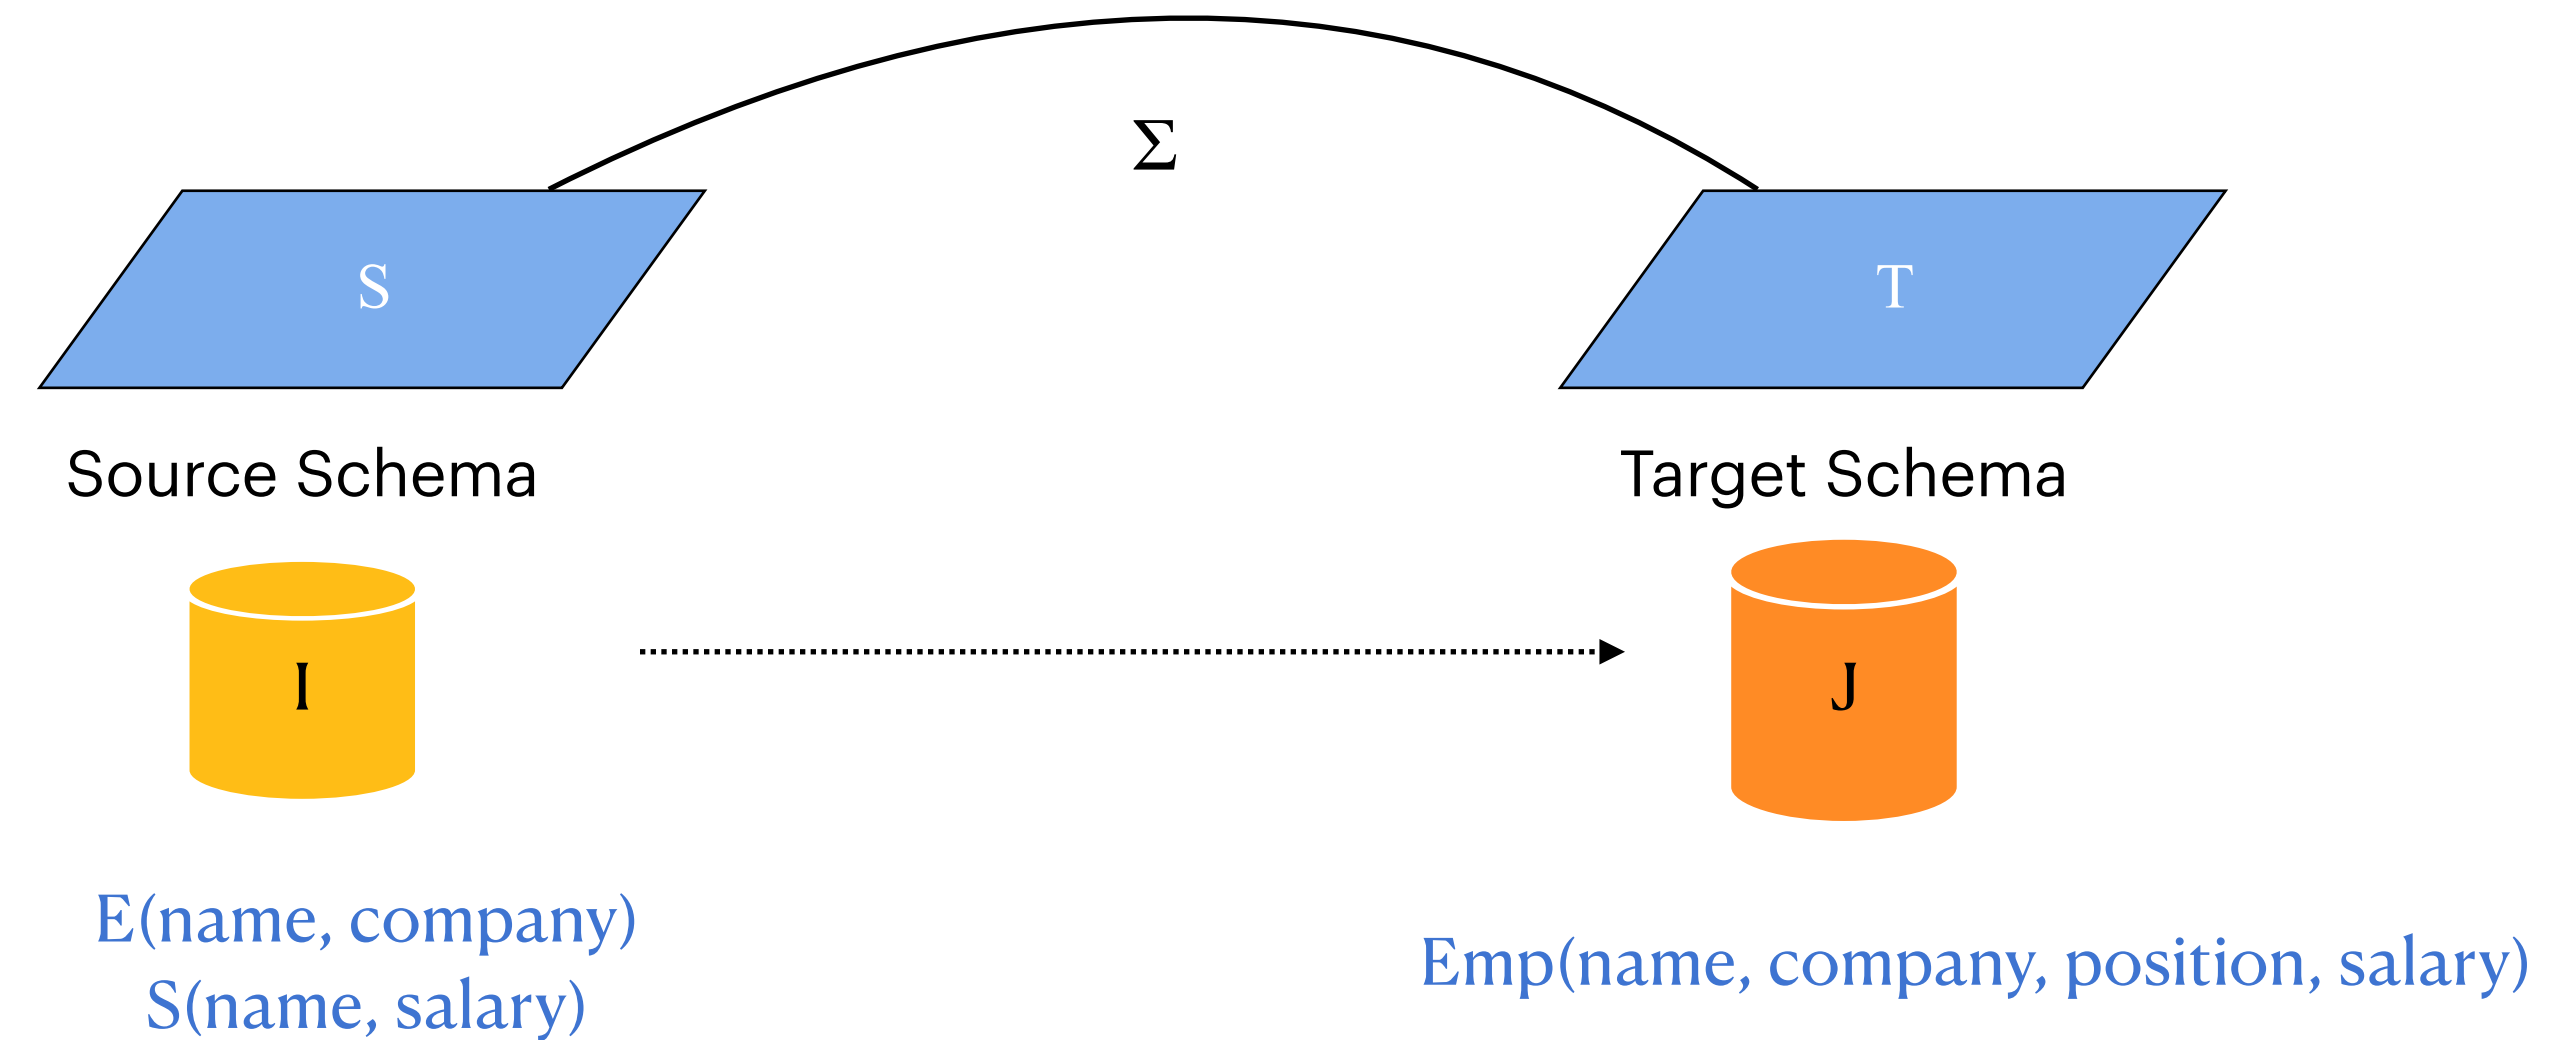 Σ
S
T
Source Schema
Target Schema
I
J
E(name, company)
S(name, salary)
Emp(name, company, position, salary)